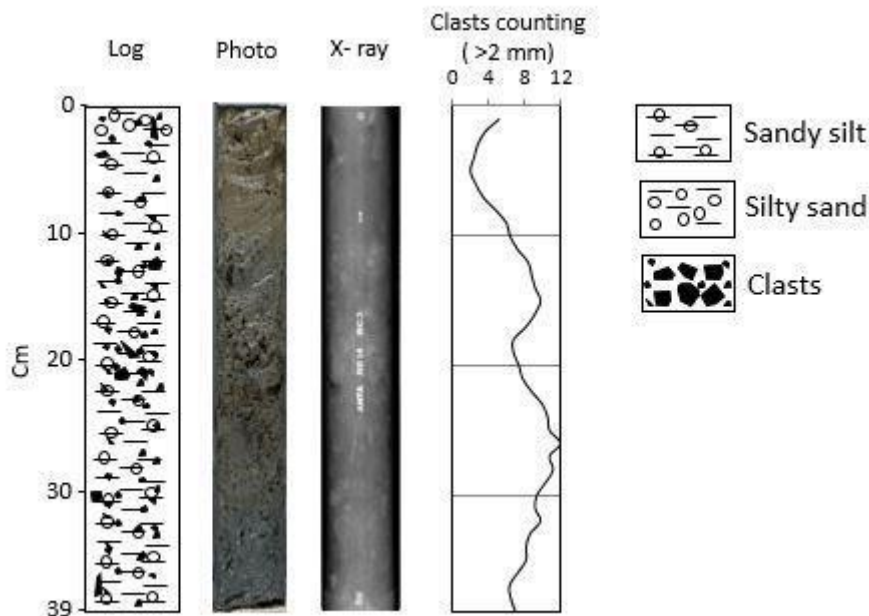 Log
Photo
X- ray
Clasts counting
( >2 mm)
0 4 8 12
0
10
20
30
39
Cm
Sandy silt
Silty sand
Clasts